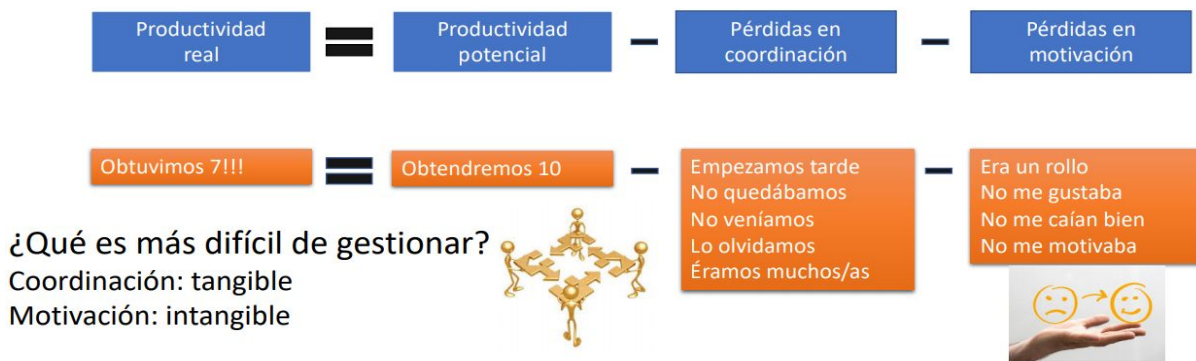 Productividad
real
=
Productividad
potencial
−
Pérdidas en
coordinación
−
Pérdidas en
motivación
Obtuvimos 7!!!
=
Obtendremos 10
−
Empezamos tarde
No quedábamos
No veníamos
Lo olvidamos
Éramos muchos/as
−
Era un rollo
No me gustaba
No me caían bien
No me motivaba
¿Qué es más difícil de gestionar?
Coordinación: tangible
Motivación: intangible